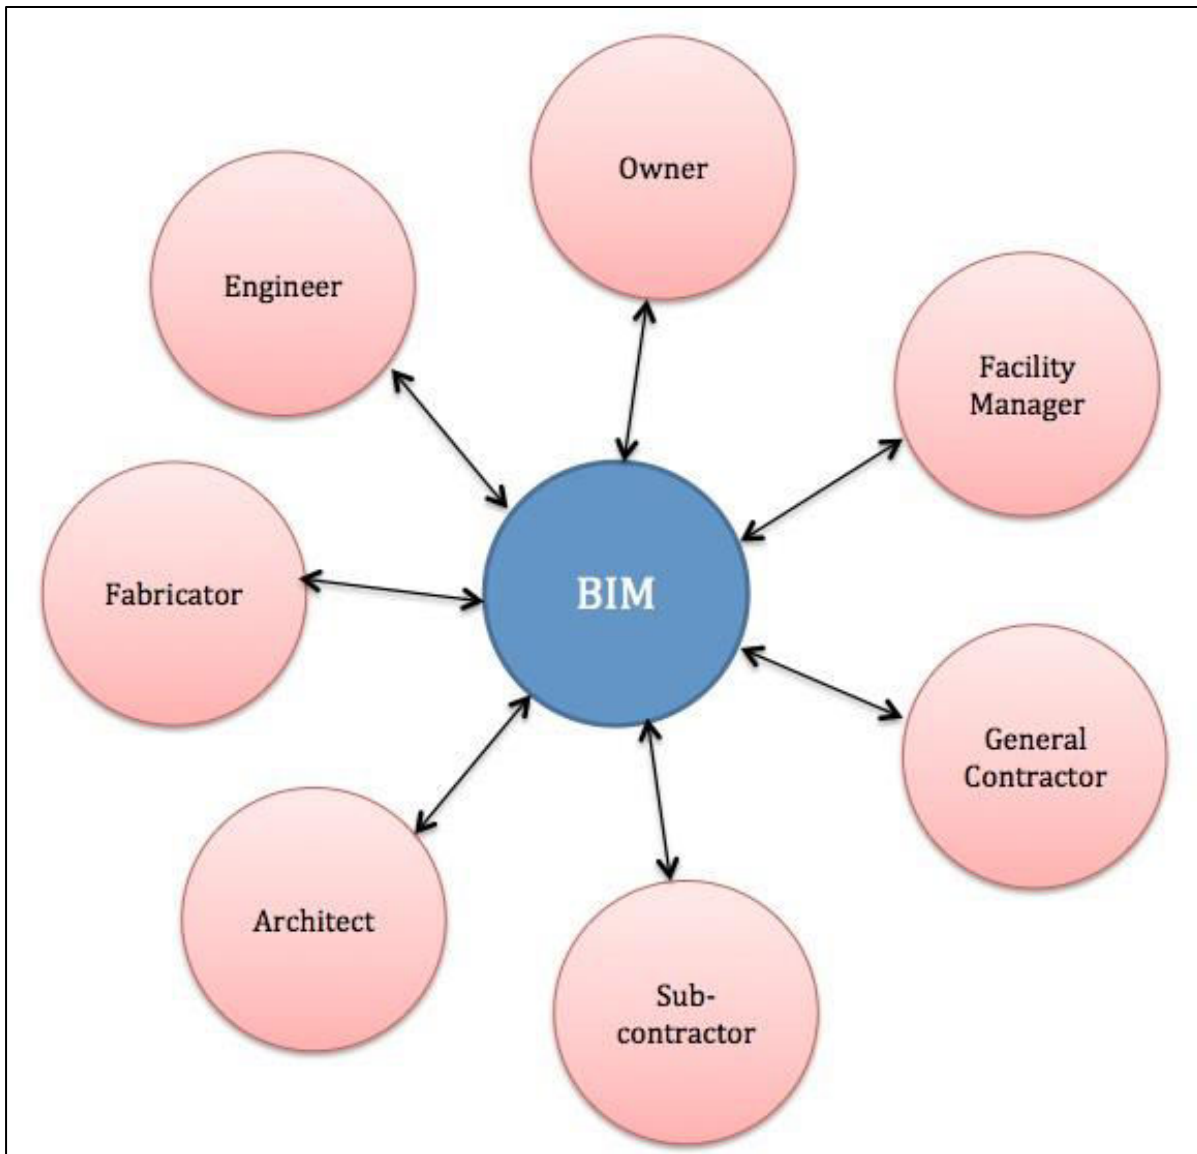 Owner
Engineer
Facility
Manager
BIM
Fabricator
General
Contractor
Architect
Sub-
contractor